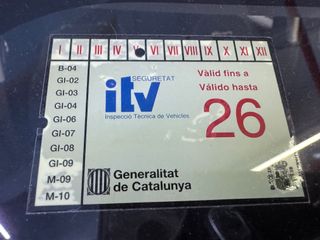 I II III IV V VI VII VIII IX X XI XII
B-04
GI-02
GI-03
GI-04
GI-06
GI-07
GI-08
GI-09
M-09
M-10
SEGURETAT
itv
Inspecció Tècnica de Vehicles
Vàlid fins a
Válido hasta
26
Generalitat
de Catalunya